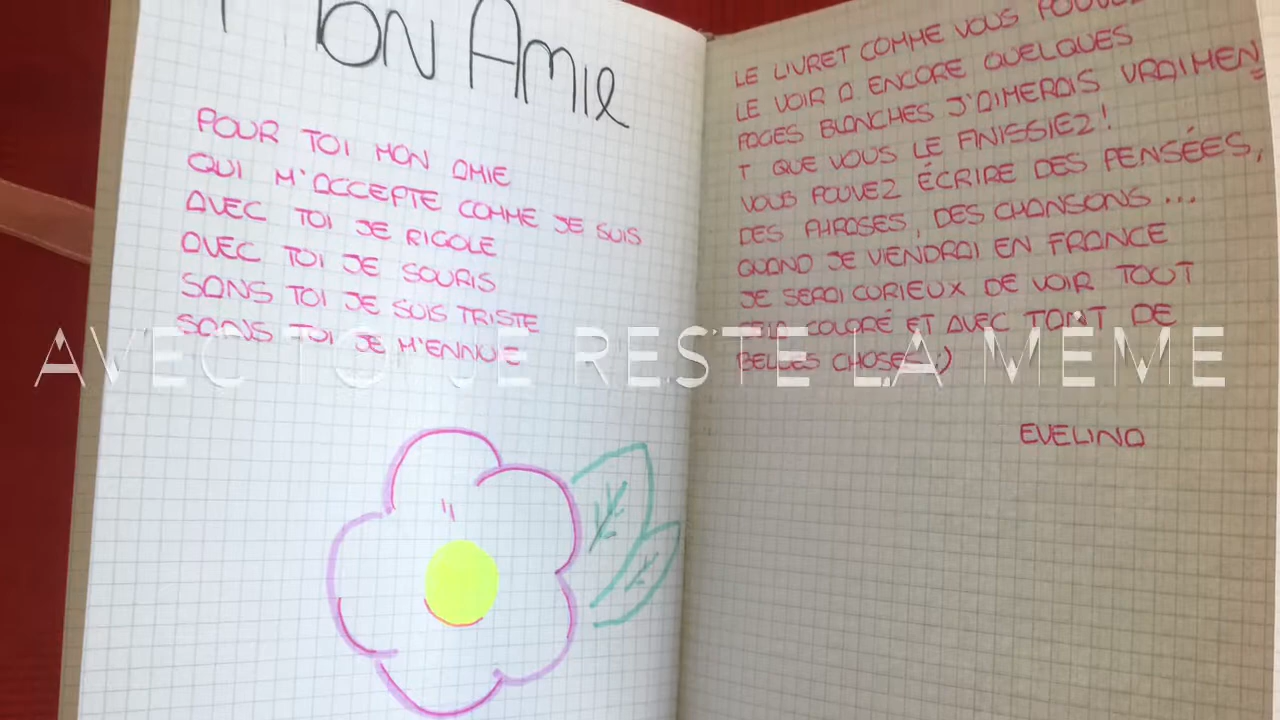 Mon Amie
POUR TOI MON AMIE
QUI M'ACCEPTE COMME JE SUIS
AVEC TOI JE RIGOLE
AVEC TOI JE SOURIS
SANS TOI JE SUIS TRISTE
SANS TOI JE M'ENNUIE
LE LIVRET COMME VOUS POUVEZ
LE VOIR A ENCORE QUELQUES
PAGES BLANCHES J'AIMERAIS VRAIMEN
T QUE VOUS LE FINISSIEZ!
VOUS POUVEZ ÉCRIRE DES PENSÉES,
DES PHRASES, DES CHANSONS...
QUAND JE VIENDRAI EN FRANCE
JE SERAI CURIEUX DE VOIR TOUT
COLORÉ ET AVEC TANT DE
BELLES CHOSES :)
EVELINA
AVEC TOI JE RESTE LA MÊME